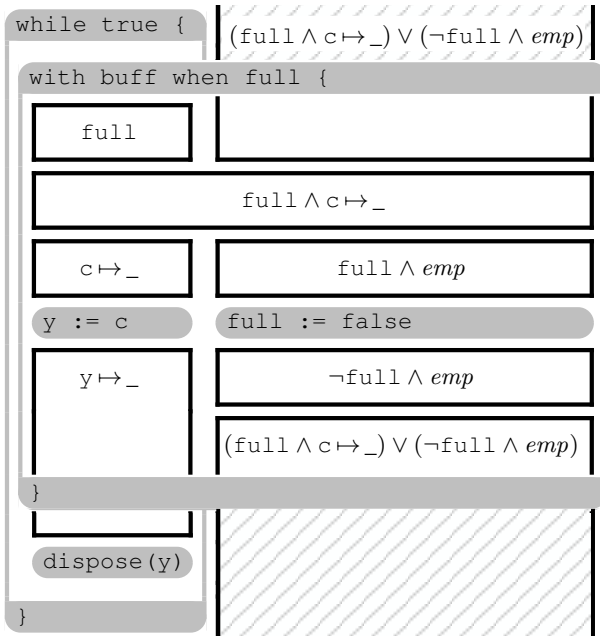 while true {
(full ∧ c ↦ _) ∨ (¬full ∧ emp)
with buff when full {
full
full ∧ c ↦ _
c ↦ _
full ∧ emp
y := c
full := false
y ↦ _
¬full ∧ emp
(full ∧ c ↦ _) ∨ (¬full ∧ emp)
}
dispose(y)
}